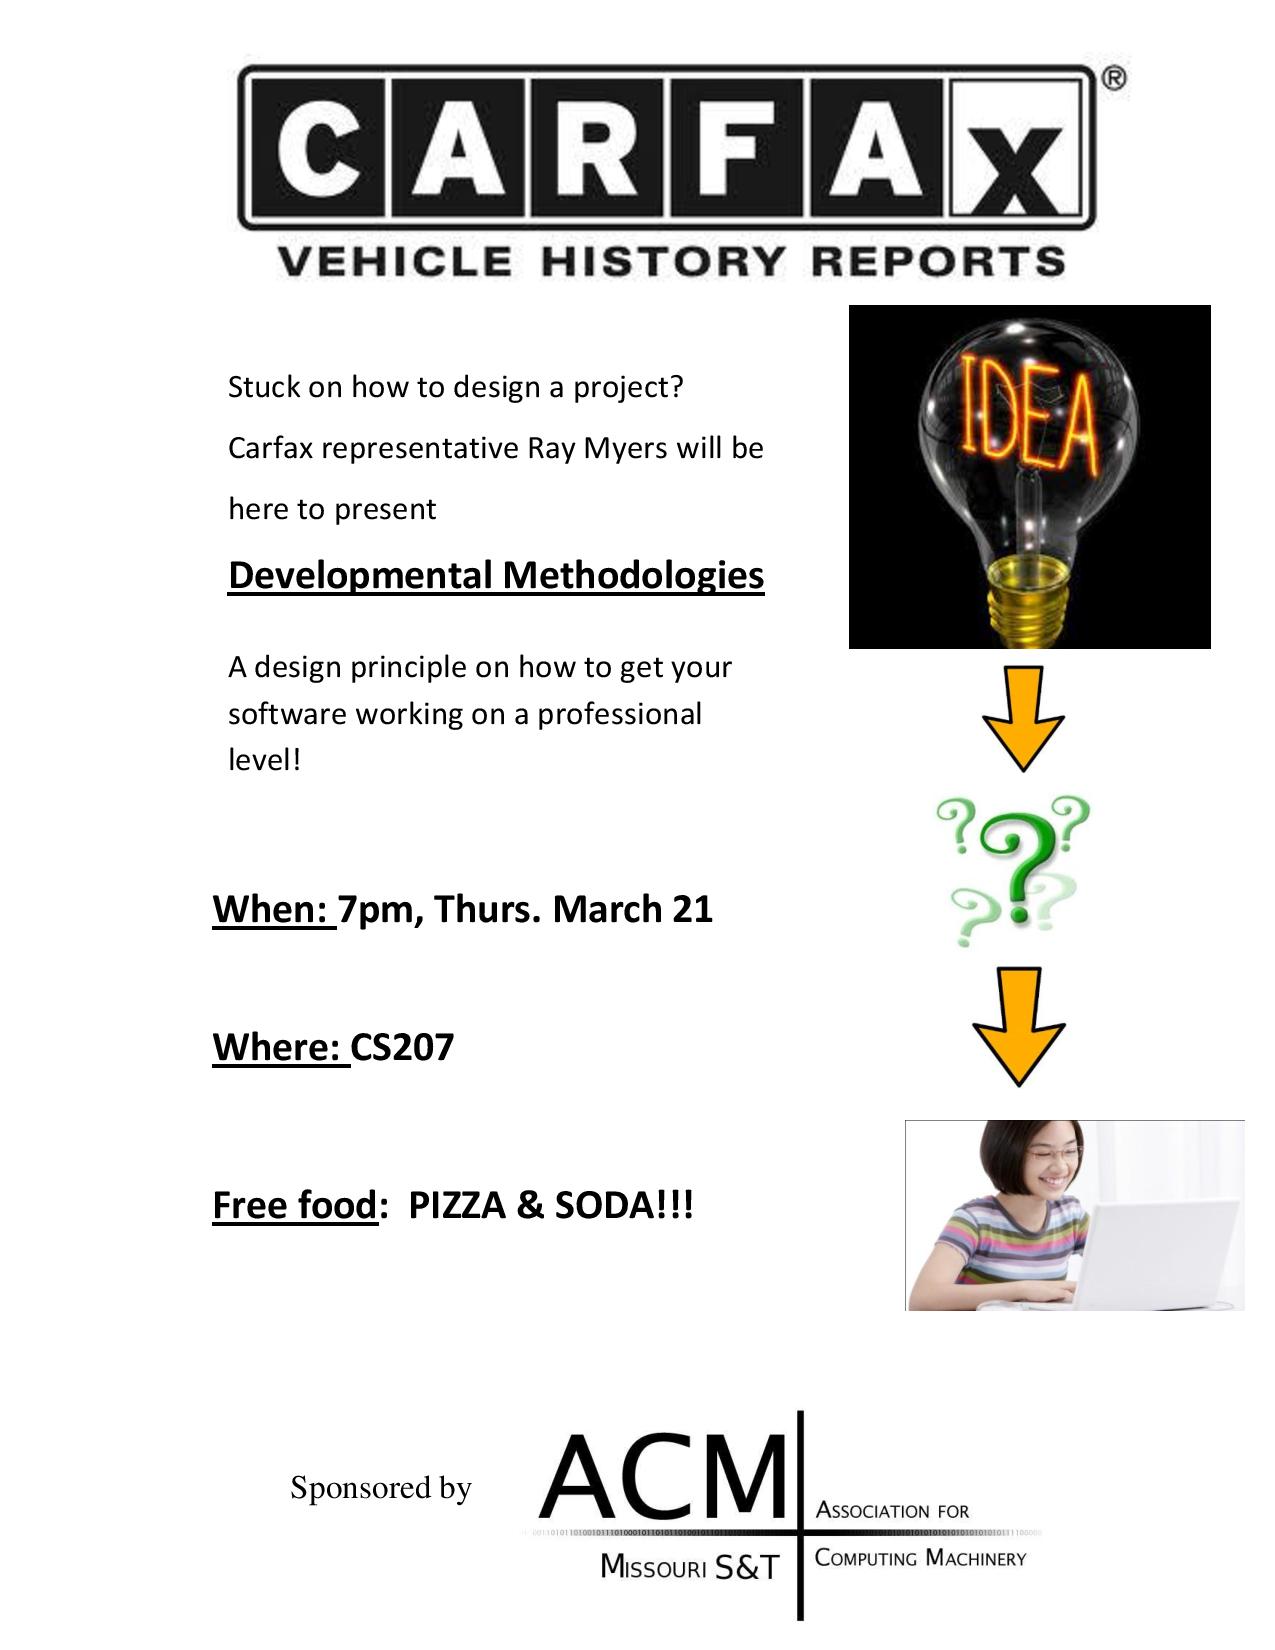 CARFAX®
VEHICLE HISTORY REPORTS
IDEA
Stuck on how to design a project?
Carfax representative Ray Myers will be
here to present
Developmental Methodologies
A design principle on how to get your
software working on a professional
level!
? ? ? ? ?
When: 7pm, Thurs. March 21
Where: CS207
Free food:  PIZZA & SODA!!!
Sponsored by
ACM
ASSOCIATION FOR
MISSOURI S&T
COMPUTING MACHINERY